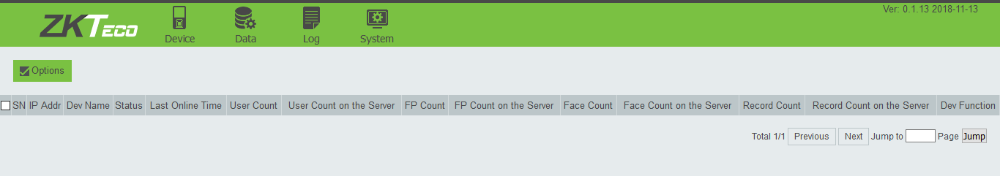 Ver: 0.1.13 2018-11-13
ZKTECO
Device Data Log System
Options
SN IP Addr Dev Name Status Last Online Time User Count User Count on the Server FP Count FP Count on the Server Face Count Face Count on the Server Record Count Record Count on the Server Dev Function
Total 1/1 Previous Next Jump to Page Jump